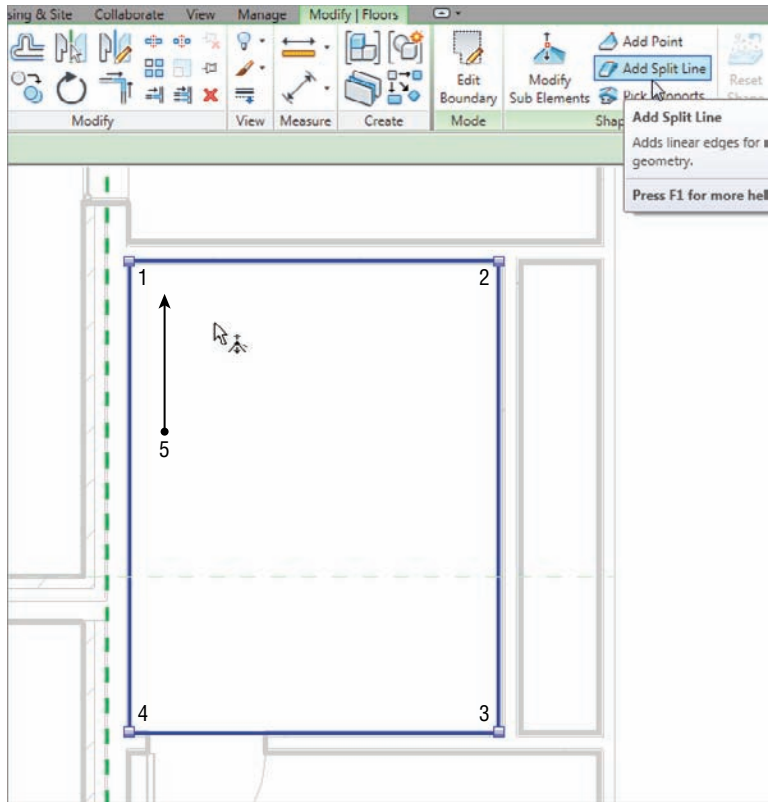 sing & Site Collaborate View Manage Modify | Floors
Add Point
Add Split Line
Edit Boundary
Modify Sub Elements
Reset
Modify View Measure Create Mode Shap
Add Split Line
Adds linear edges for
geometry.
Press F1 for more hel
1 2
5
4 3